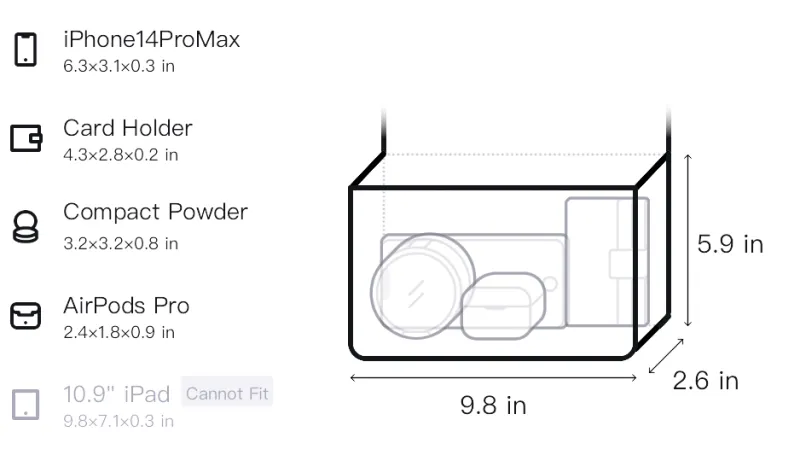 iPhone14ProMax
6.3×3.1×0.3 in
Card Holder
4.3×2.8×0.2 in
Compact Powder
3.2×3.2×0.8 in
AirPods Pro
2.4×1.8×0.9 in
10.9" iPad Cannot Fit
9.8×7.1×0.3 in
5.9 in
2.6 in
9.8 in